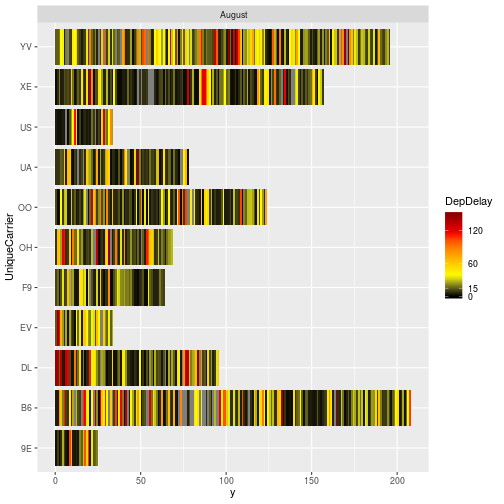 August
YV
XE
US
UA
OO
OH
F9
EV
DL
B6
9E
UniqueCarrier
0 50 100 150 200
y
DepDelay
120
60
15
0